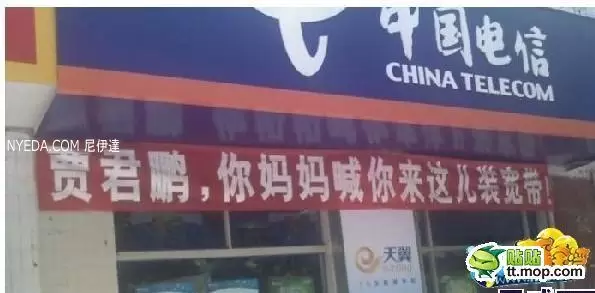 中国电信
CHINA TELECOM
NYEDA.COM 尼伊達
贾君鹏,你妈妈喊你来这儿装宽带!
天翼
贴贴
tt.mop.com